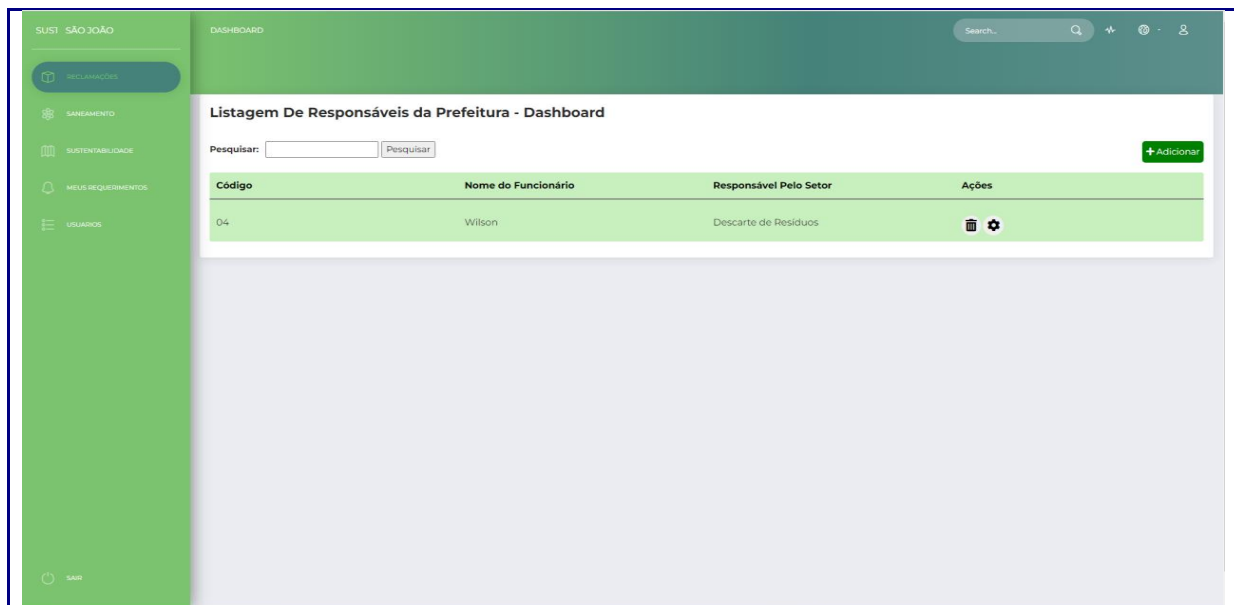 SUST SÃO JOÃO
DASHBOARD
Search..
RECLAMAÇÕES
SANEAMENTO
SUSTENTABILIDADE
MEUS REQUERIMENTOS
USUARIOS
SAIR
Listagem De Responsáveis da Prefeitura - Dashboard
Pesquisar: Pesquisar
+ Adicionar
Código Nome do Funcionário Responsável Pelo Setor Ações
04 Wilson Descarte de Resíduos